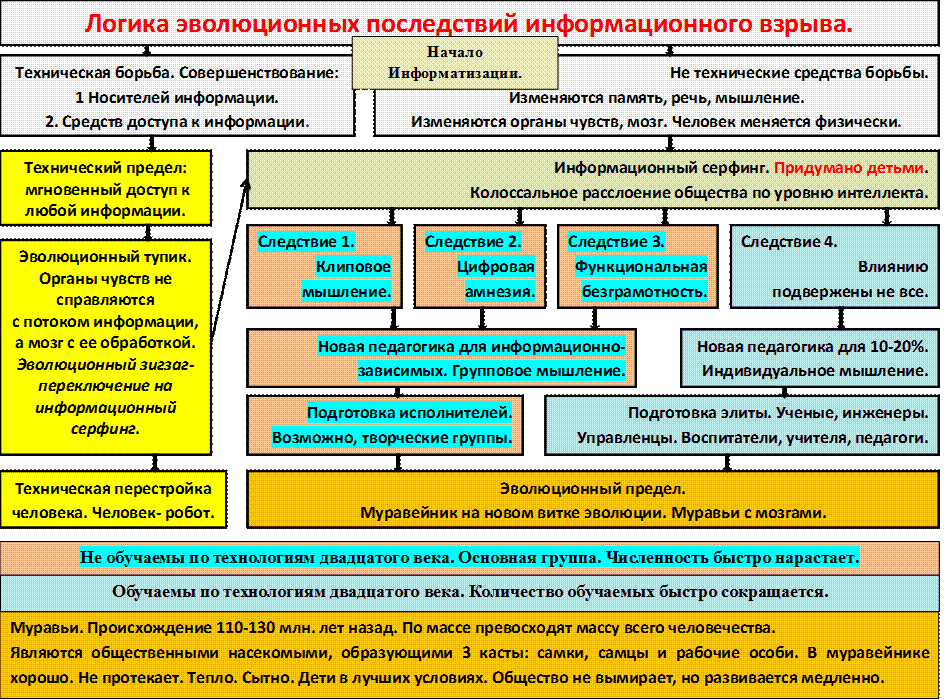 Логика эволюционных последствий информационного взрыва.
Начало
Информатизации.
Техническая борьба. Совершенствование:
1 Носителей информации.
2. Средств доступа к информации.
Не технические средства борьбы.
Изменяются память, речь, мышление.
Изменяются органы чувств, мозг. Человек меняется физически.
Технический предел:
мгновенный доступ к
любой информации.
Информационный серфинг. Придумано детьми.
Колоссальное расслоение общества по уровню интеллекта.
Эволюционный тупик.
Органы чувств не
справляются
с потоком информации,
а мозг с ее обработкой.
Эволюционный зигзаг-
переключение на
информационный
серфинг.
Следствие 1.
Клиповое
мышление.
Следствие 2.
Цифровая
амнезия.
Следствие 3.
Функциональная
безграмотность.
Следствие 4.
Влиянию
подвержены не все.
Новая педагогика для информационно-
зависимых. Групповое мышление.
Новая педагогика для 10-20%.
Индивидуальное мышление.
Подготовка исполнителей.
Возможно, творческие группы.
Подготовка элиты. Ученые, инженеры.
Управленцы. Воспитатели, учителя, педагоги.
Техническая перестройка
человека. Человек- робот.
Эволюционный предел.
Муравейник на новом витке эволюции. Муравьи с мозгами.
Не обучаемы по технологиям двадцатого века. Основная группа. Численность быстро нарастает.
Обучаемы по технологиям двадцатого века. Количество обучаемых быстро сокращается.
Муравьи. Происхождение 110-130 млн. лет назад. По массе превосходят массу всего человечества.
Являются общественными насекомыми, образующими 3 касты: самки, самцы и рабочие особи. В муравейнике
хорошо. Не протекает. Тепло. Сытно. Дети в лучших условиях. Общество не вымирает, но развивается медленно.